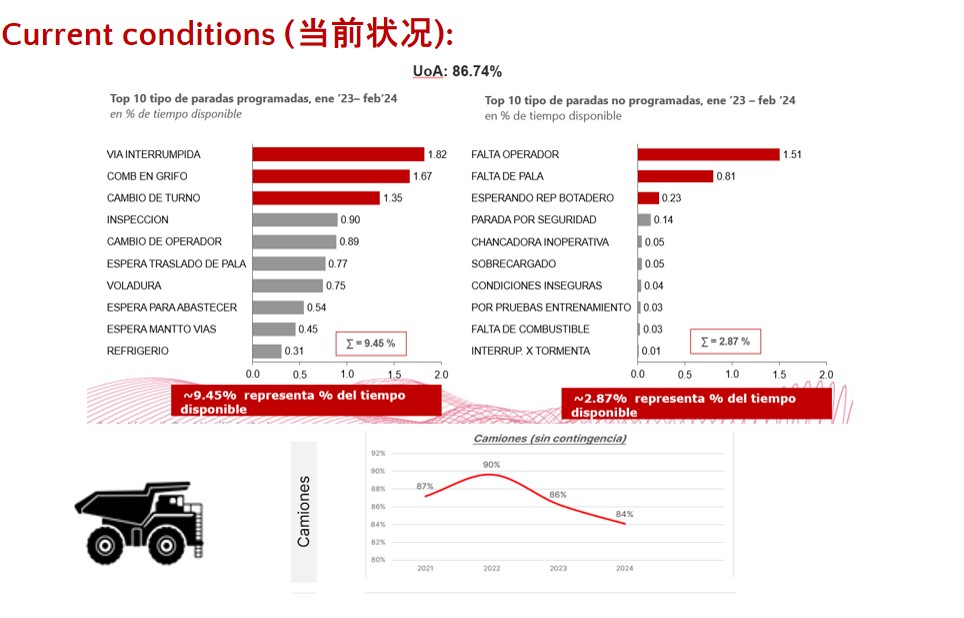 Current conditions (当前状况):
UoA: 86.74%
Top 10 tipo de paradas programadas, ene '23– feb'24
en % de tiempo disponible
VIA INTERRUMPIDA 1.82
COMB EN GRIFO 1.67
CAMBIO DE TURNO 1.35
INSPECCION 0.90
CAMBIO DE OPERADOR 0.89
ESPERA TRASLADO DE PALA 0.77
VOLADURA 0.75
ESPERA PARA ABASTECER 0.54
ESPERA MANTTO VIAS 0.45
REFRIGERIO 0.31
∑ = 9.45 %
0.0 0.5 1.0 1.5 2.0
~9.45% representa % del tiempo
disponible
Top 10 tipo de paradas no programadas, ene '23 – feb '24
en % de tiempo disponible
FALTA OPERADOR 1.51
FALTA DE PALA 0.81
ESPERANDO REP BOTADERO 0.23
PARADA POR SEGURIDAD 0.14
CHANCADORA INOPERATIVA 0.05
SOBRECARGADO 0.05
CONDICIONES INSEGURAS 0.04
POR PRUEBAS ENTRENAMIENTO 0.03
FALTA DE COMBUSTIBLE 0.03
INTERRUP. X TORMENTA 0.01
∑ = 2.87 %
0.0 0.5 1.0 1.5 2.0
~2.87% representa % del tiempo
disponible
Camiones
Camiones (sin contingencia)
92%
90%
88%
86%
84%
82%
80%
87%
90%
86%
84%
2021 2022 2023 2024